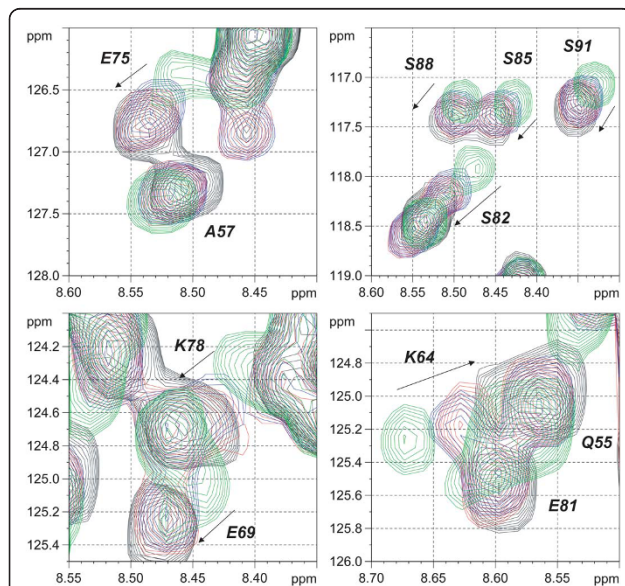 ppm
E75
126.5
127.0
127.5
A57
128.0
8.60 8.55 8.50 8.45 ppm
ppm
S88 S85 S91
117.0
117.5
118.0
S82
118.5
119.0
8.60 8.55 8.50 8.45 8.40 ppm
ppm
124.2
K78
124.4
124.6
124.8
125.0
125.2
E69
125.4
8.55 8.50 8.45 8.40 ppm
ppm
K64
124.8
125.0
125.2
Q55
125.4
E81
125.6
125.8
126.0
8.70 8.65 8.60 8.55 ppm